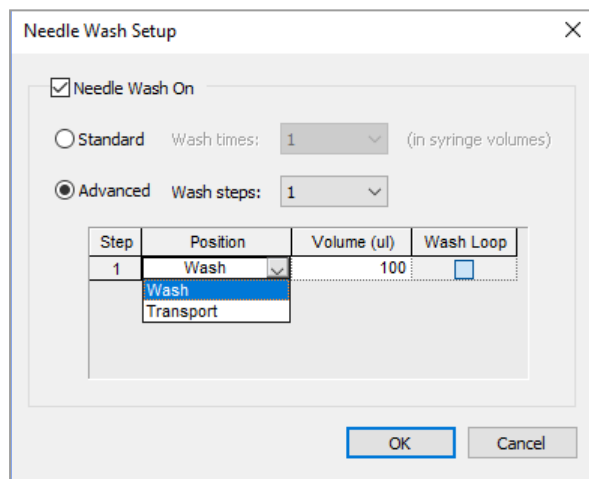 Needle Wash Setup
Needle Wash On
Standard Wash times: 1 (in syringe volumes)
Advanced Wash steps: 1
Step Position Volume (ul) Wash Loop
1 Wash 100
Wash
Transport
OK Cancel